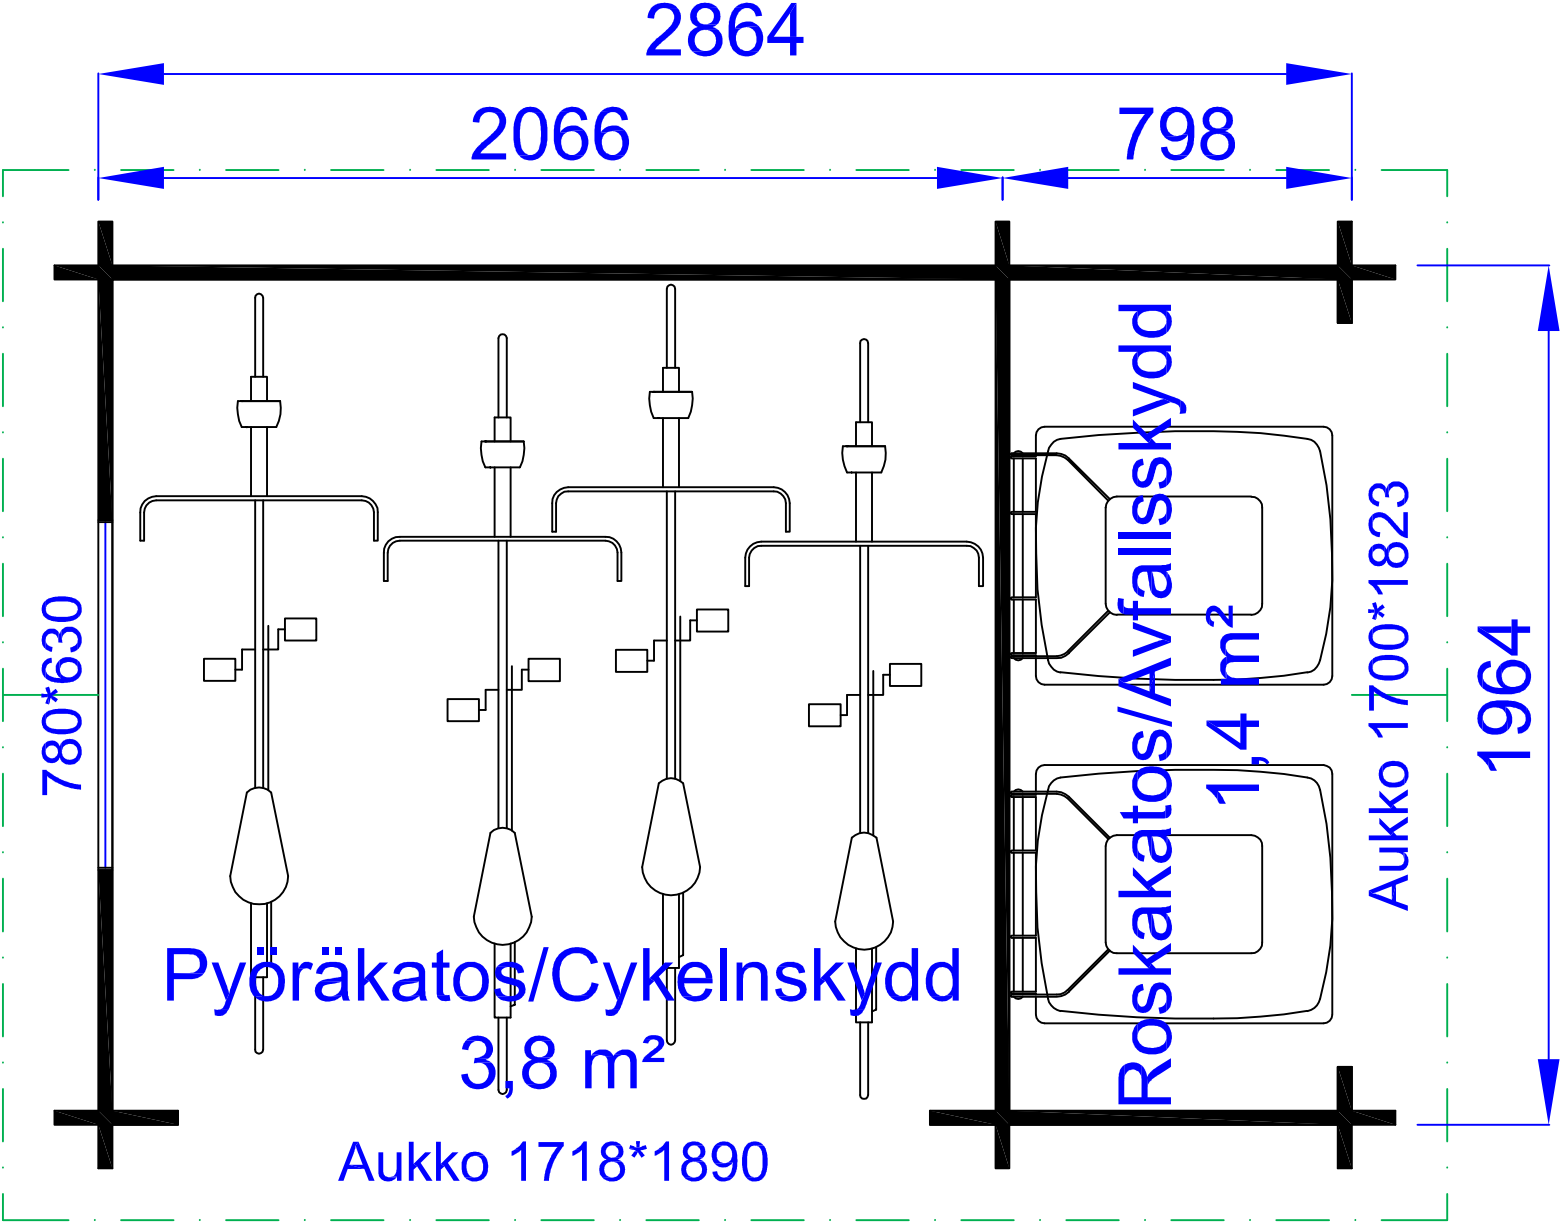 2864
2066
798
780*630
Roskakatos/Avfallsskydd
1,4 m²
Aukko 1700*1823
1964
Pyöräkatos/Cykelnskydd
3,8 m²
Aukko 1718*1890